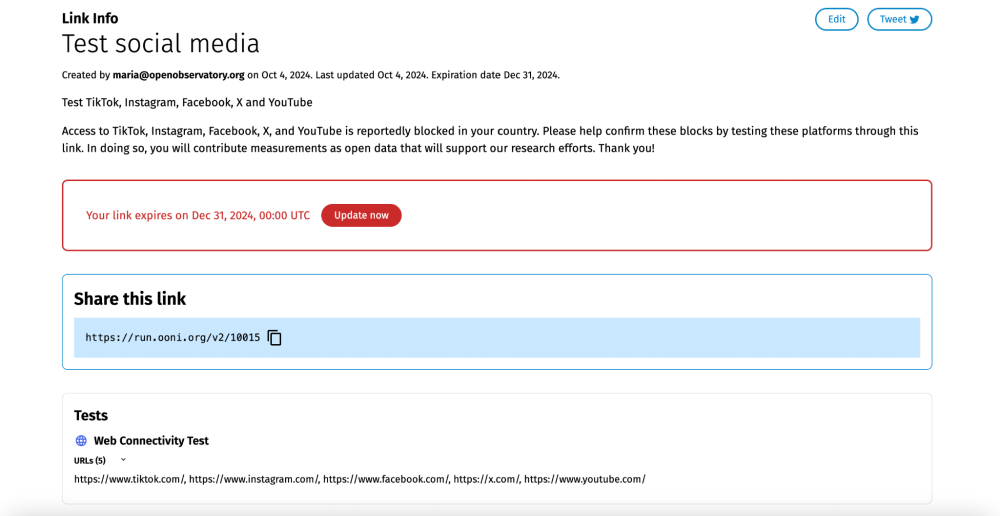 Link Info
Edit
Tweet
Test social media
Created by maria@openobservatory.org on Oct 4, 2024. Last updated Oct 4, 2024. Expiration date Dec 31, 2024.
Test TikTok, Instagram, Facebook, X and YouTube
Access to TikTok, Instagram, Facebook, X, and YouTube is reportedly blocked in your country. Please help confirm these blocks by testing these platforms through this
link. In doing so, you will contribute measurements as open data that will support our research efforts. Thank you!
Your link expires on Dec 31, 2024, 00:00 UTC
Update now
Share this link
https://run.ooni.org/v2/10015
Tests
Web Connectivity Test
URLs (5)
https://www.tiktok.com/, https://www.instagram.com/, https://www.facebook.com/, https://x.com/, https://www.youtube.com/